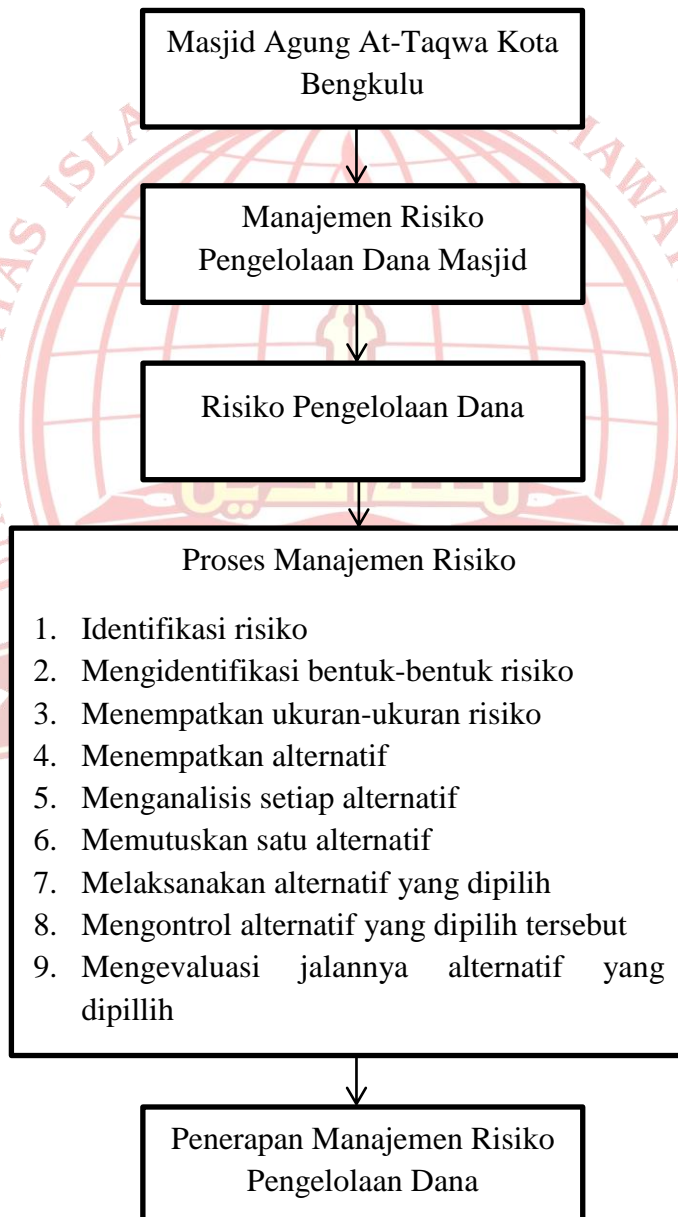 Masjid Agung At-Taqwa Kota
Bengkulu
Manajemen Risiko
Pengelolaan Dana Masjid
Risiko Pengelolaan Dana
Proses Manajemen Risiko
1. Identifikasi risiko
2. Mengidentifikasi bentuk-bentuk risiko
3. Menempatkan ukuran-ukuran risiko
4. Menempatkan alternatif
5. Menganalisis setiap alternatif
6. Memutuskan satu alternatif
7. Melaksanakan alternatif yang dipilih
8. Mengontrol alternatif yang dipilih tersebut
9. Mengevaluasi jalannya alternatif yang
dipillih
Penerapan Manajemen Risiko
Pengelolaan Dana